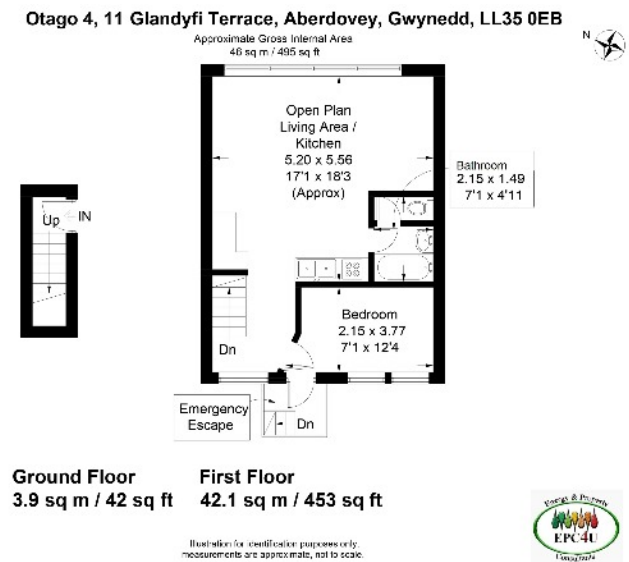 Otago 4, 11 Glandyfi Terrace, Aberdovey, Gwynedd, LL35 0EB
Approximate Gross Internal Area
46 sq m / 495 sq ft
N
Open Plan
Living Area /
Kitchen
5.20 x 5.56
17'1 x 18'3
(Approx)
Bathroom
2.15 x 1.49
7'1 x 4'11
Up
IN
Bedroom
2.15 x 3.77
7'1 x 12'4
Dn
Emergency
Escape
Dn
Ground Floor
3.9 sq m / 42 sq ft
First Floor
42.1 sq m / 453 sq ft
Energy & Property
EPC4U
Consultants
Illustration for identification purposes only,
measurements are approximate, not to scale.